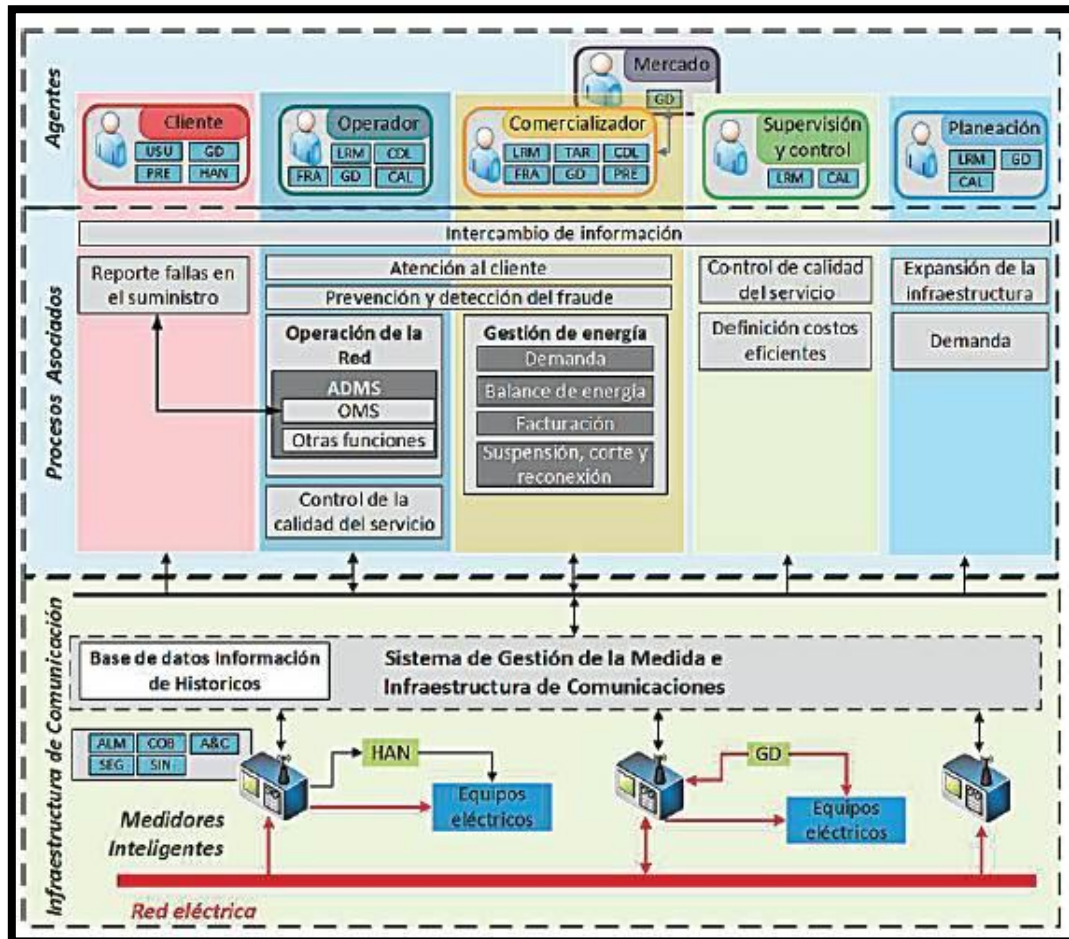 Agentes
Mercado
GD
Cliente
USU GD
PRE HAN
Operador
LRM CDL
FRA GD CAL
Comercializador
LRM TAR CDL
FRA GD PRE
Supervisión
y control
LRM CAL
Planeación
LRM GD
CAL
Procesos Asociados
Intercambio de información
Reporte fallas en
el suministro
Atención al cliente
Prevención y detección del fraude
Operación de la
Red
ADMS
OMS
Otras funciones
Control de la
calidad del servicio
Gestión de energía
Demanda
Balance de energía
Facturación
Suspensión, corte y
reconexión
Control de calidad
del servicio
Definición costos
eficientes
Expansión de la
infraestructura
Demanda
Infraestructura de Comunicación
Base de datos Información
de Historicos
Sistema de Gestión de la Medida e
Infraestructura de Comunicaciones
ALM COB A&C
SEG SIN
HAN
Equipos
eléctricos
GD
Equipos
eléctricos
Medidores
Inteligentes
Red eléctrica